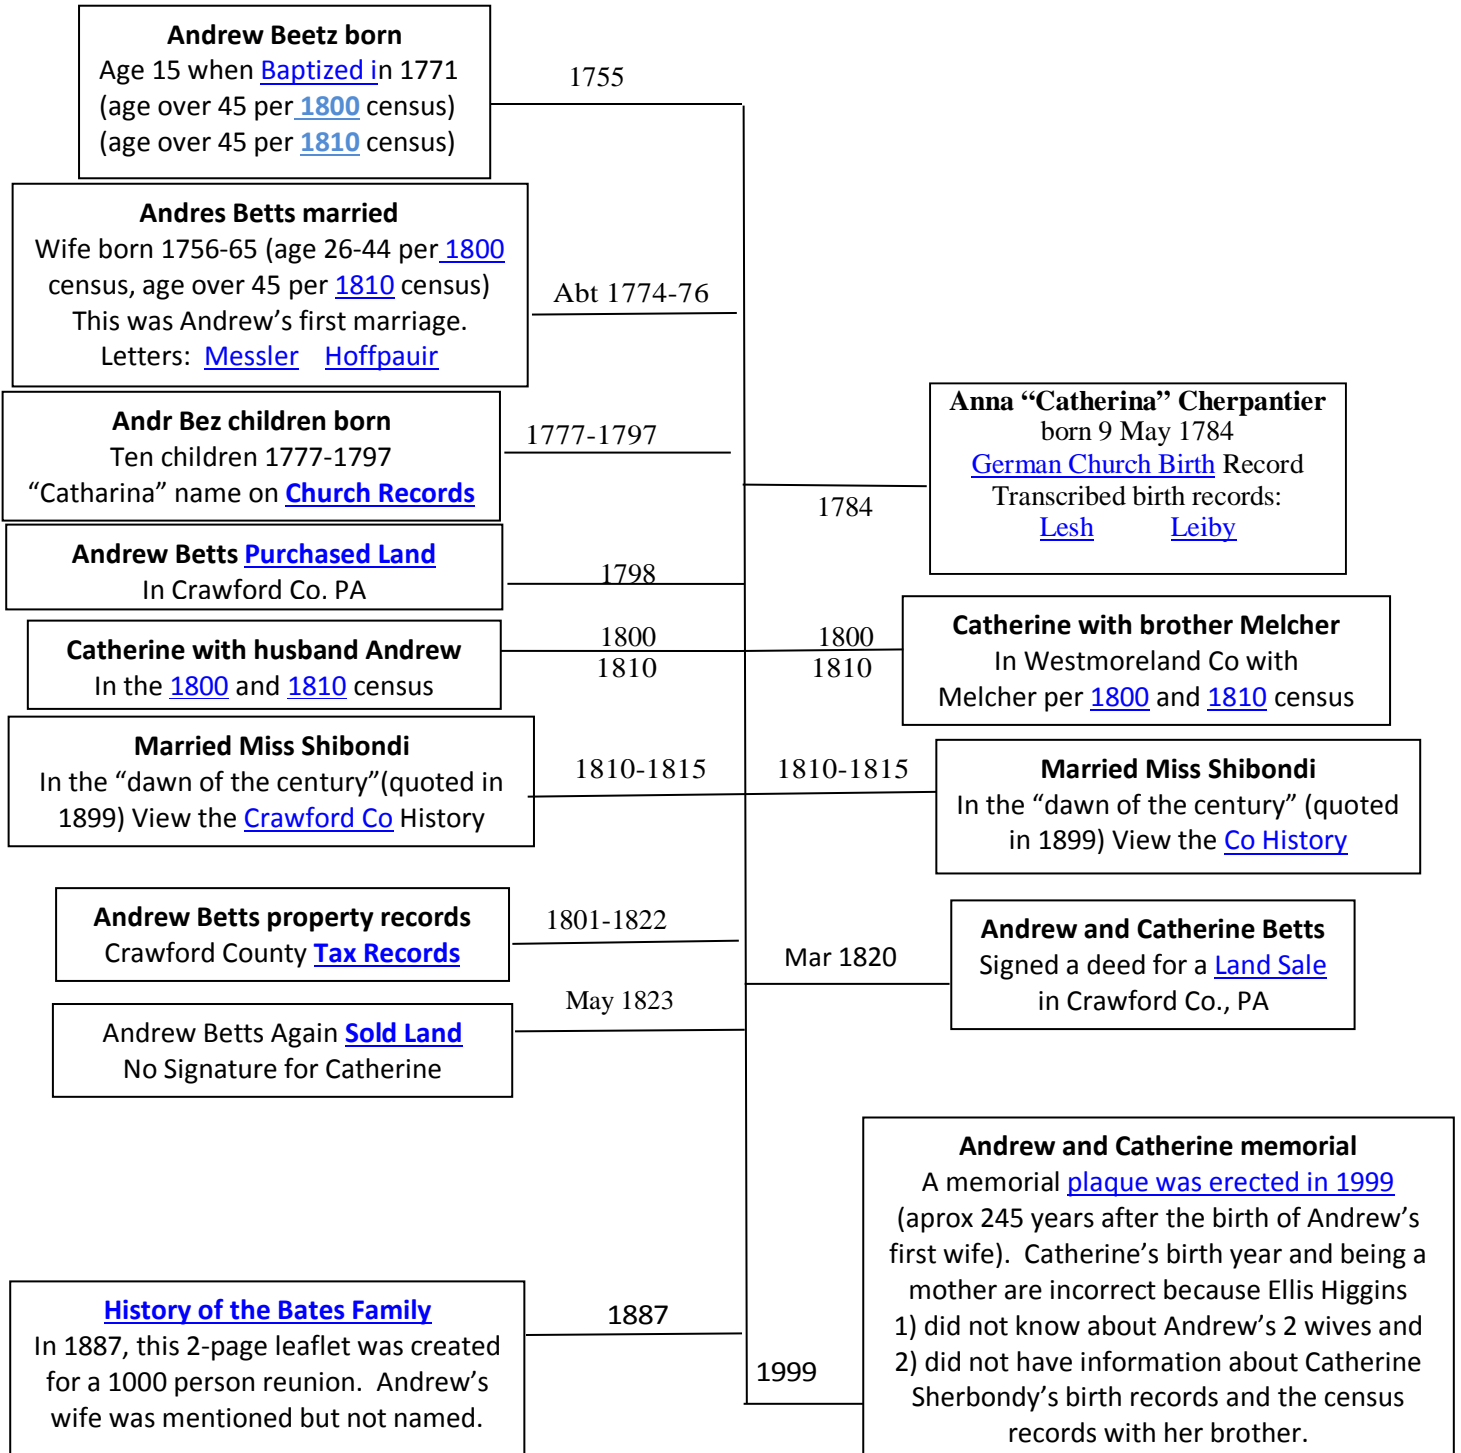 Andrew Beetz born
Age 15 when Baptized in 1771
(age over 45 per 1800 census)
(age over 45 per 1810 census)
1755
Andres Betts married
Wife born 1756-65 (age 26-44 per 1800
census, age over 45 per 1810 census)
This was Andrew’s first marriage.
Letters: Messler Hoffpauir
Abt 1774-76
Andr Bez children born
Ten children 1777-1797
“Catharina” name on Church Records
1777-1797
Anna “Catherina” Cherpantier
born 9 May 1784
German Church Birth Record
Transcribed birth records:
Lesh Leiby
1784
Andrew Betts Purchased Land
In Crawford Co. PA
1798
Catherine with husband Andrew
In the 1800 and 1810 census
1800
1810
1800
1810
Catherine with brother Melcher
In Westmoreland Co with
Melcher per 1800 and 1810 census
Married Miss Shibondi
In the “dawn of the century”(quoted in
1899) View the Crawford Co History
1810-1815
1810-1815
Married Miss Shibondi
In the “dawn of the century” (quoted
in 1899) View the Co History
Andrew Betts property records
Crawford County Tax Records
1801-1822
Mar 1820
Andrew and Catherine Betts
Signed a deed for a Land Sale
in Crawford Co., PA
Andrew Betts Again Sold Land
No Signature for Catherine
May 1823
Andrew and Catherine memorial
A memorial plaque was erected in 1999
(aprox 245 years after the birth of Andrew’s
first wife). Catherine’s birth year and being a
mother are incorrect because Ellis Higgins
1) did not know about Andrew’s 2 wives and
2) did not have information about Catherine
Sherbondy’s birth records and the census
records with her brother.
1999
History of the Bates Family
In 1887, this 2-page leaflet was created
for a 1000 person reunion. Andrew’s
wife was mentioned but not named.
1887